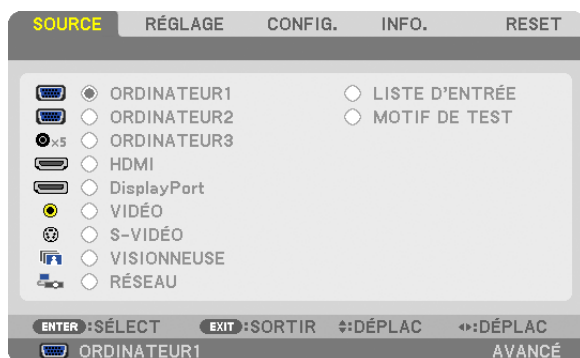 SOURCE RÉGLAGE CONFIG. INFO. RESET
ORDINATEUR1 LISTE D'ENTRÉE
ORDINATEUR2 MOTIF DE TEST
×5 ORDINATEUR3
HDMI
DisplayPort
VIDÉO
S-VIDÉO
VISIONNEUSE
RÉSEAU
ENTER:SÉLECT EXIT:SORTIR :DÉPLAC :DÉPLAC
ORDINATEUR1 AVANCÉ